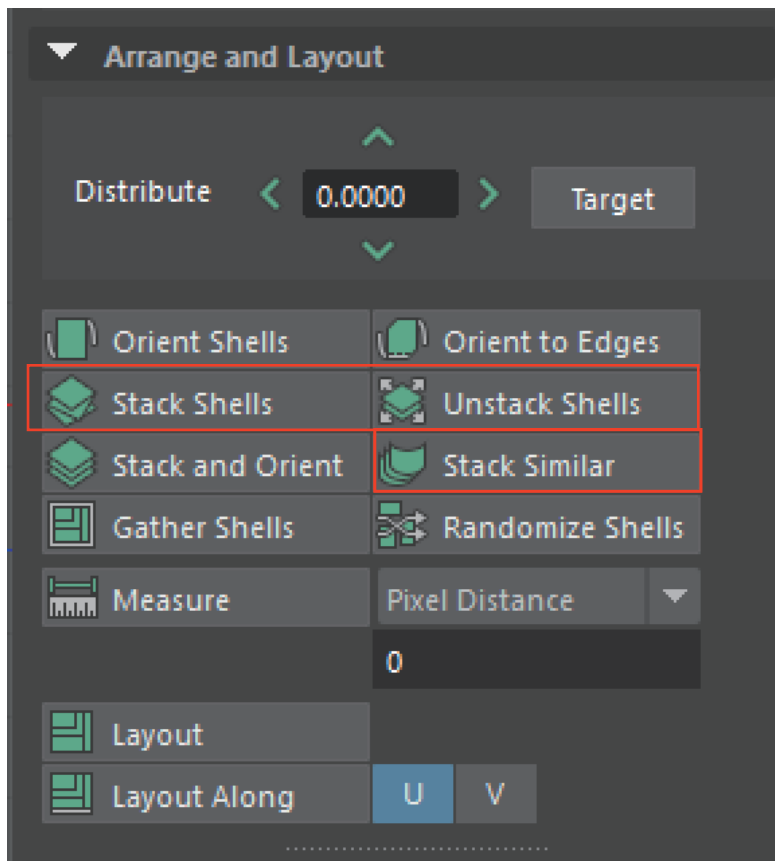 Arrange and Layout
Distribute 0.0000 Target
Orient Shells Orient to Edges
Stack Shells Unstack Shells
Stack and Orient Stack Similar
Gather Shells Randomize Shells
Measure Pixel Distance
0
Layout
Layout Along U V